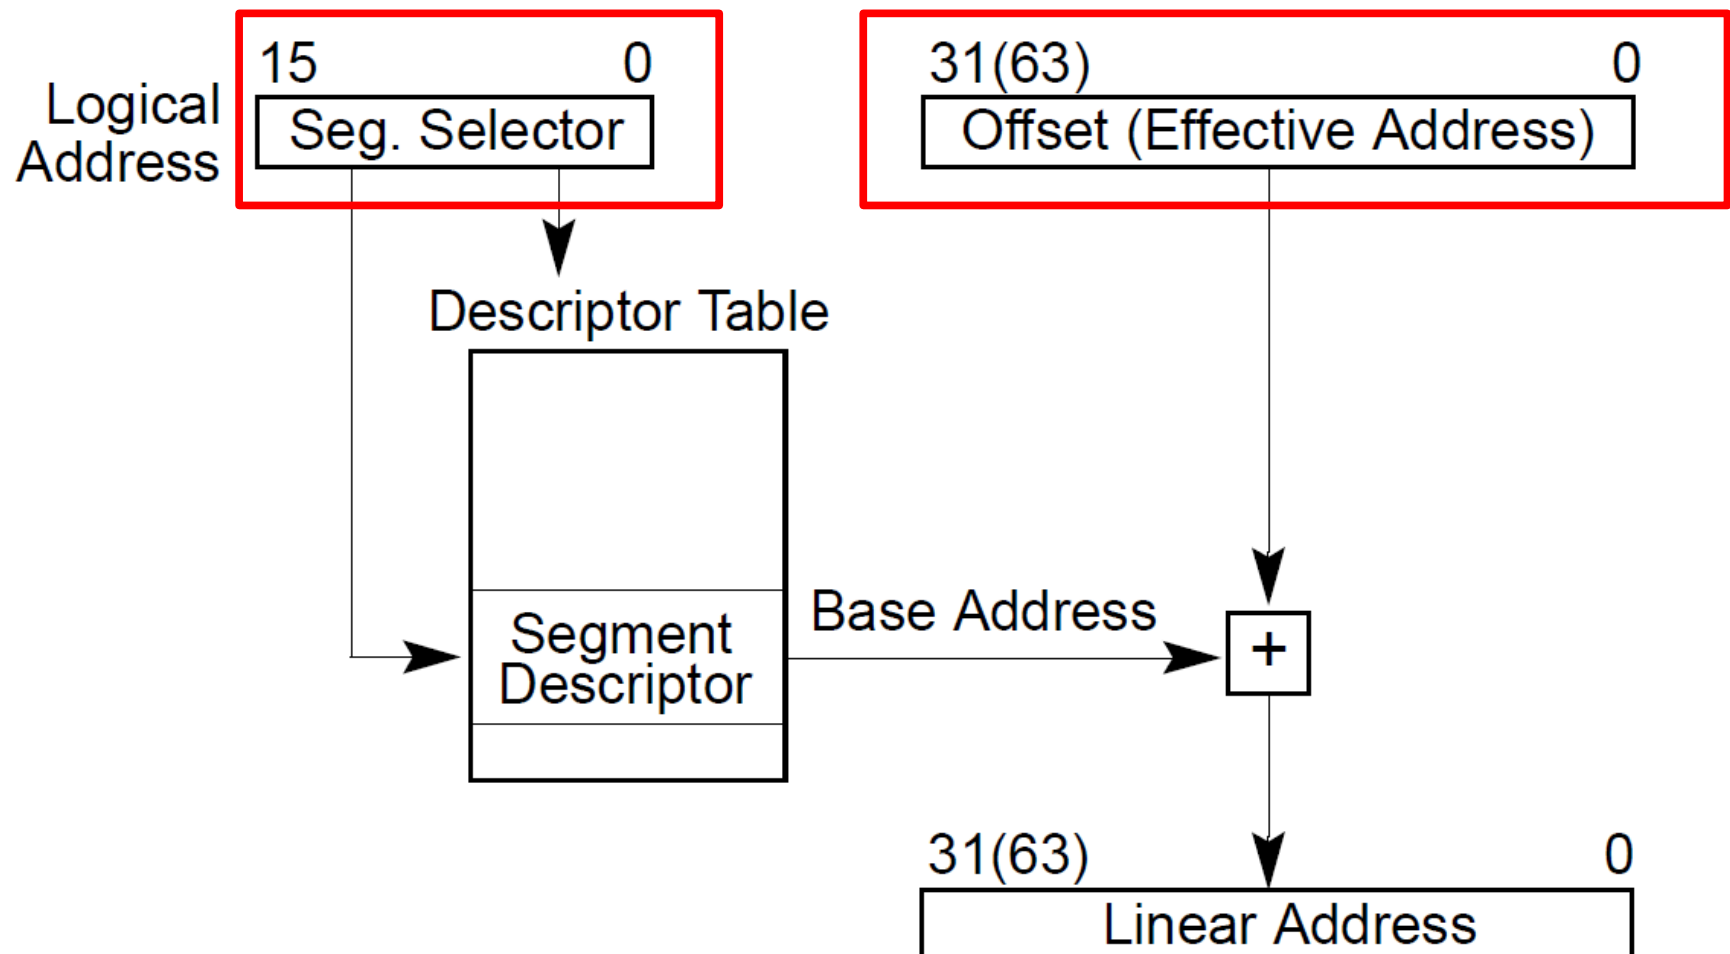 15 0
31(63) 0
Logical
Address
Seg. Selector
Offset (Effective Address)
Descriptor Table
Segment
Descriptor
Base Address
+
31(63) 0
Linear Address